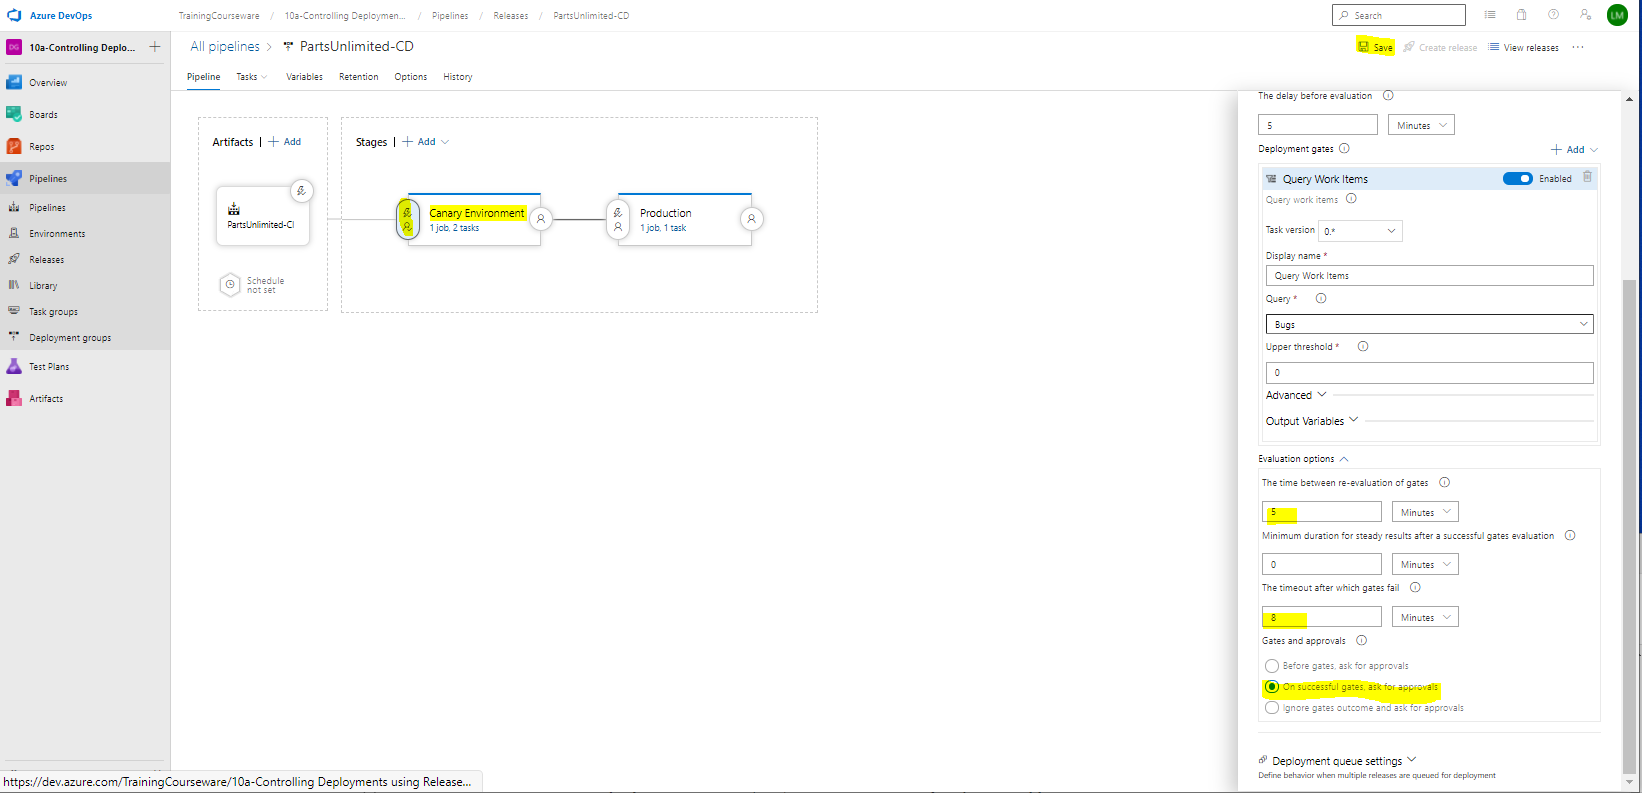 Azure DevOps
TrainingCourseware / 10a-Controlling Deploymen... / Pipelines / Releases / PartsUnlimited-CD
Search
LM
DG 10a-Controlling Deplo...
All pipelines > PartsUnlimited-CD
Save Create release View releases ...
Overview
Boards
Repos
Pipelines
Pipelines
Environments
Releases
Library
Task groups
Deployment groups
Test Plans
Artifacts
Pipeline Tasks Variables Retention Options History
Artifacts | + Add
PartsUnlimited-CI
Schedule
not set
Stages | + Add
Canary Environment
1 job, 2 tasks
Production
1 job, 1 task
The delay before evaluation
5 Minutes
Deployment gates
+ Add
Query Work Items Enabled
Query work items
Task version 0.*
Display name *
Query Work Items
Query *
Bugs
Upper threshold *
0
Advanced
Output Variables
Evaluation options
The time between re-evaluation of gates
5 Minutes
Minimum duration for steady results after a successful gates evaluation
0 Minutes
The timeout after which gates fail
8 Minutes
Gates and approvals
Before gates, ask for approvals
On successful gates, ask for approvals
Ignore gates outcome and ask for approvals
Deployment queue settings
Define behavior when multiple releases are queued for deployment
https://dev.azure.com/TrainingCourseware/10a-Controlling Deployments using Release...